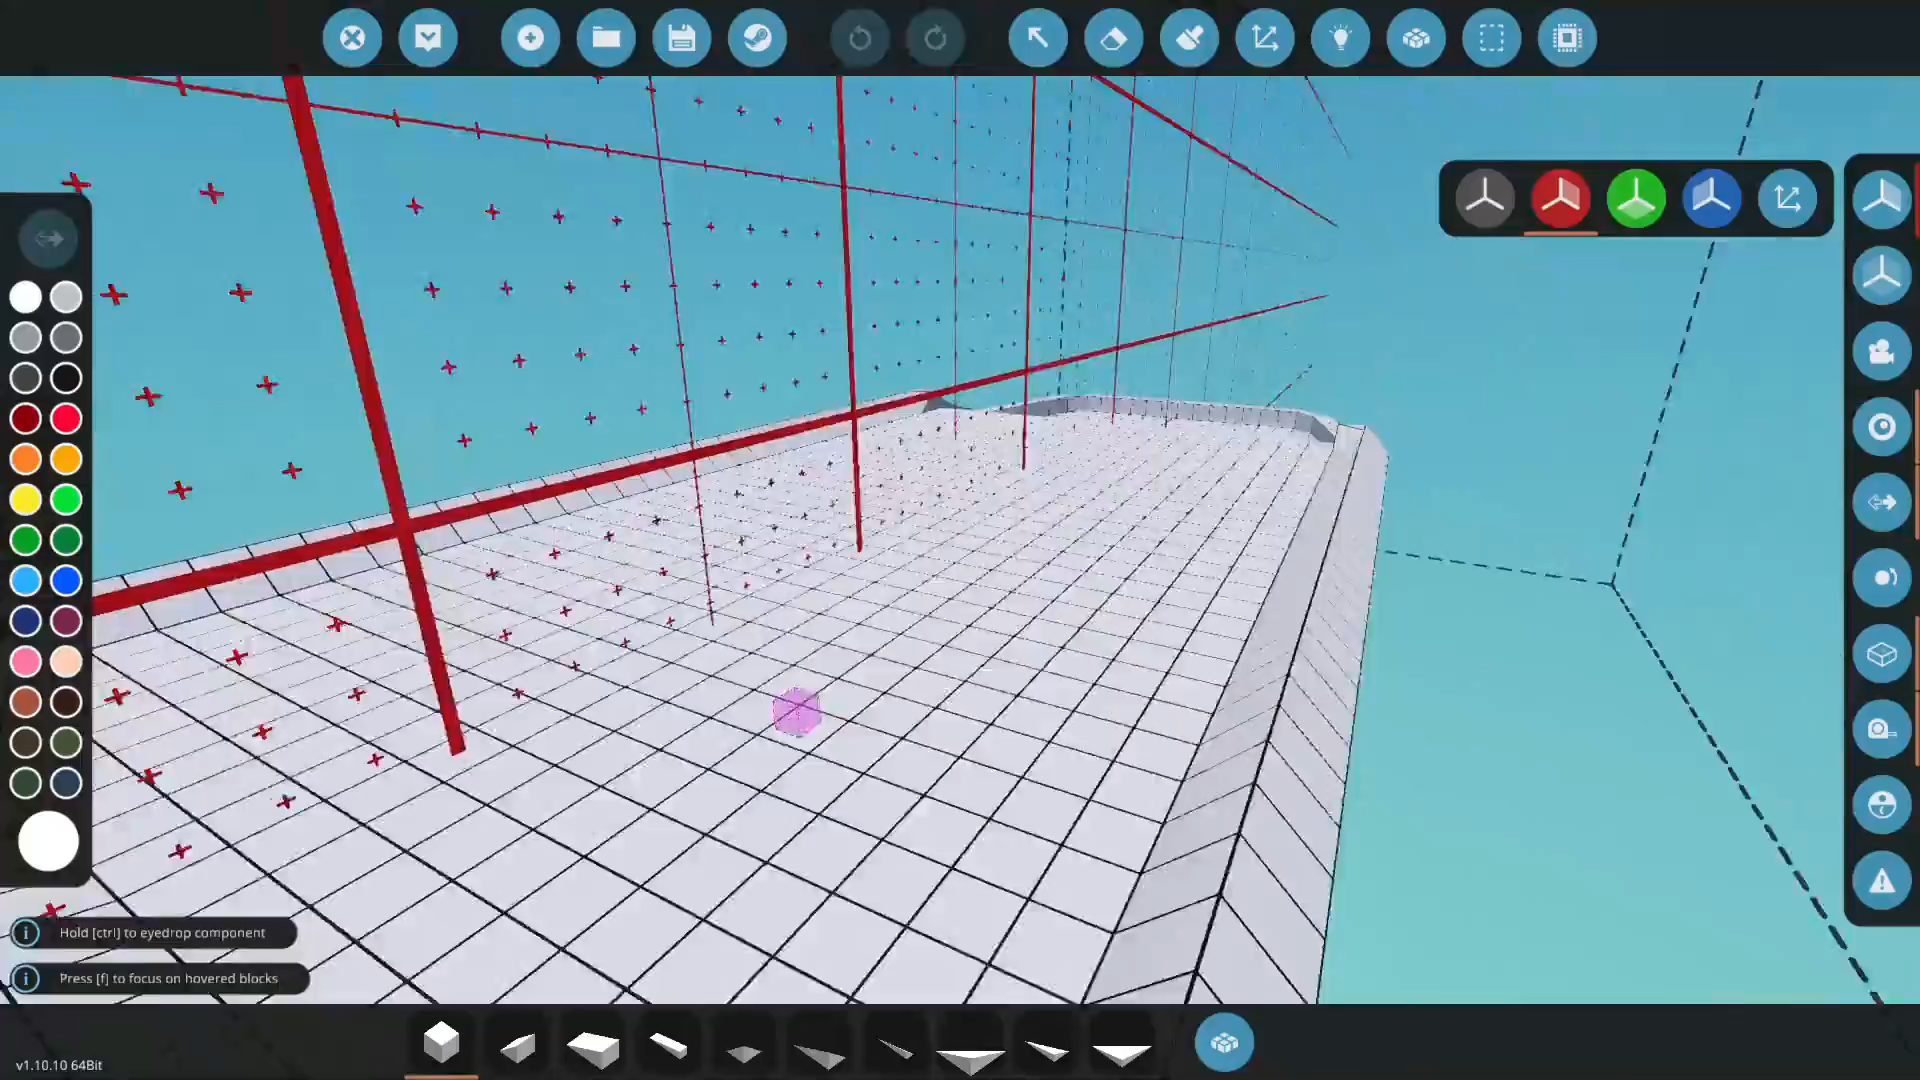 Hold [ctrl] to eyedrop component
Press [f] to focus on hovered blocks
v1.10.10 64Bit